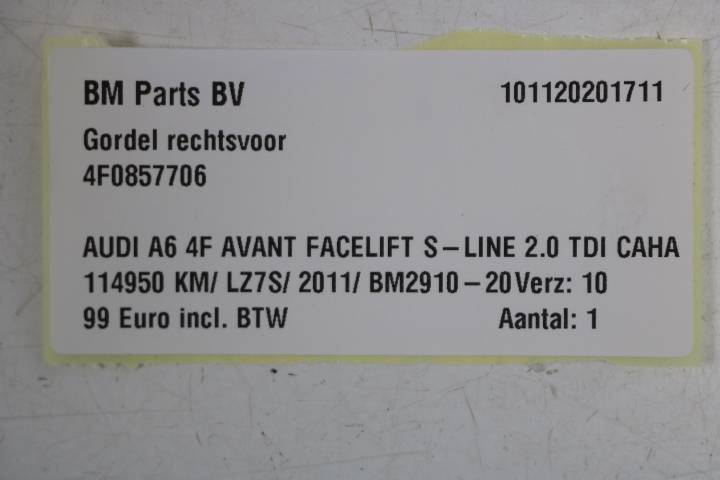 BM Parts BV 101120201711
Gordel rechtsvoor
4F0857706
AUDI A6 4F AVANT FACELIFT S-LINE 2.0 TDI CAHA
114950 KM/ LZ7S/ 2011/ BM2910-20 Verz: 10
99 Euro incl. BTW Aantal: 1